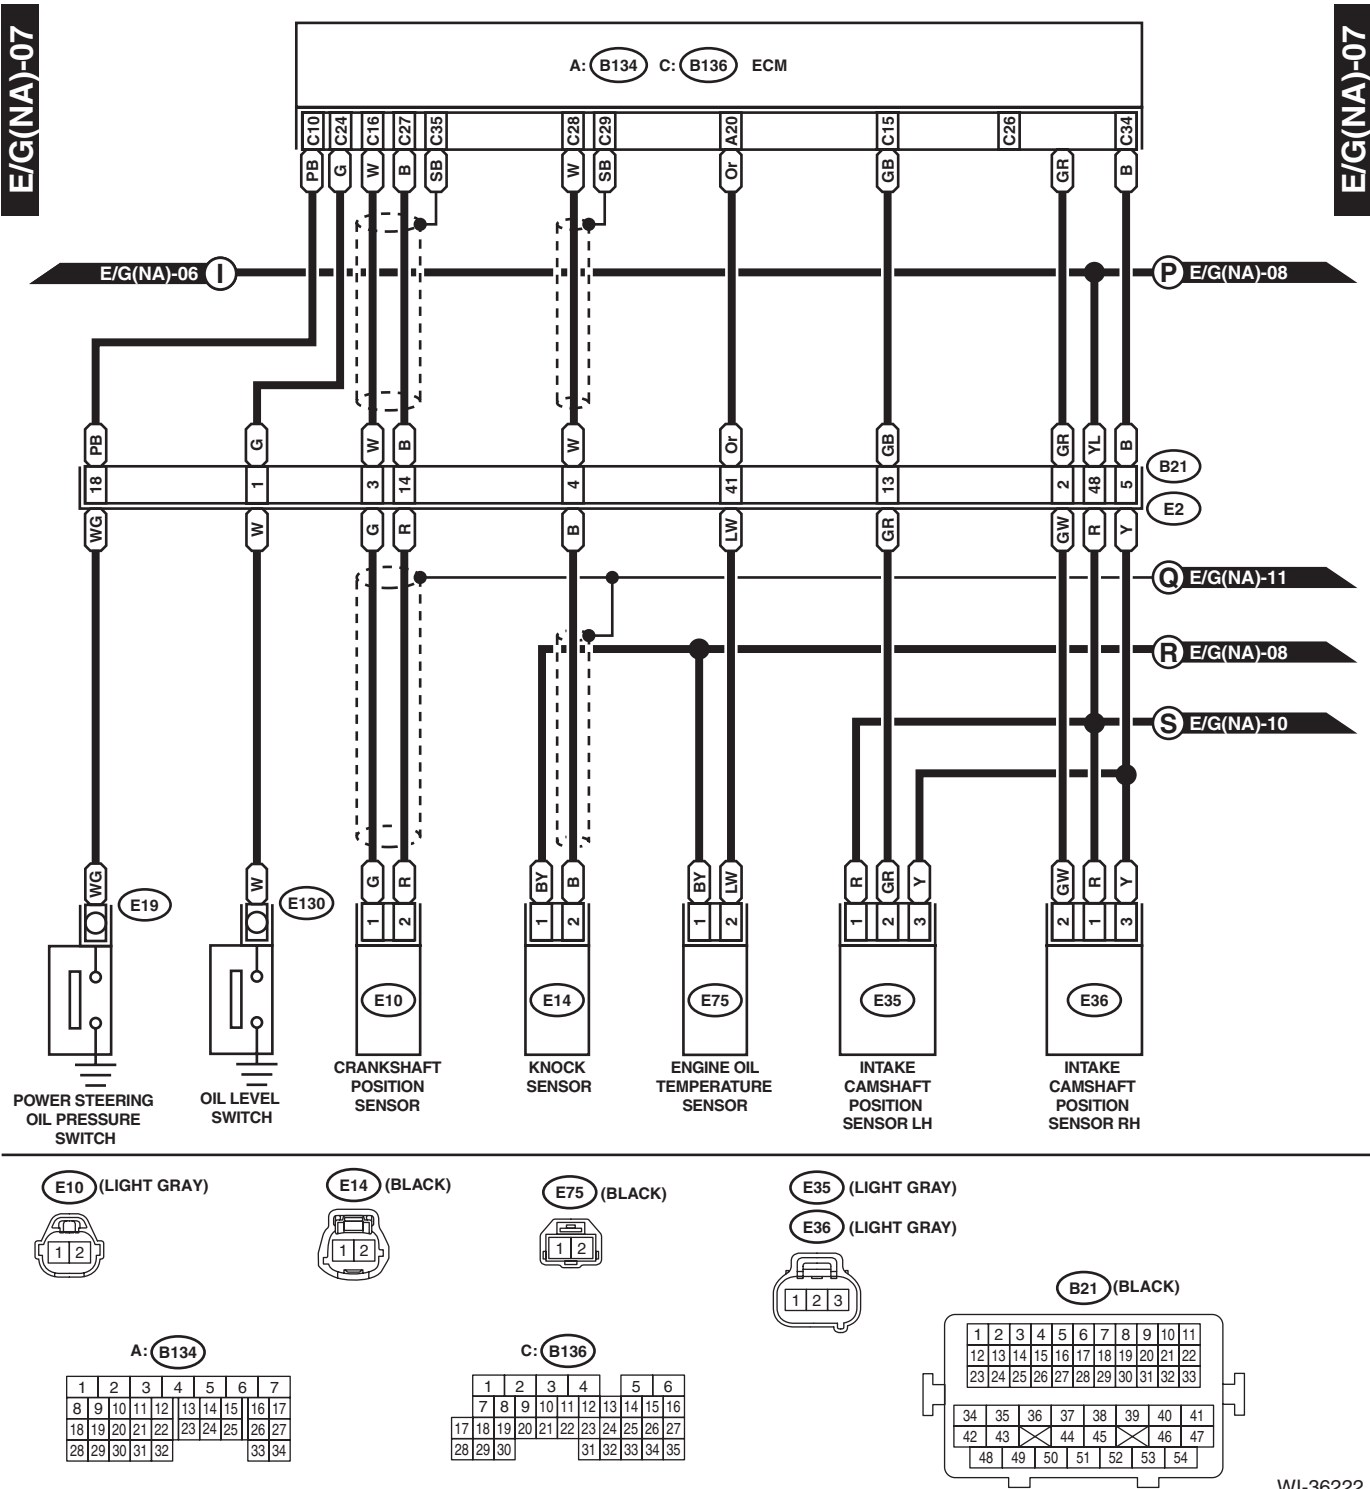 E/G(NA)-07
E/G(NA)-07
A: B134 C: B136 ECM
C10 C24 C16 C27 C35 C28 C29 A20 C15 C26 C34
PB G W B SB W SB Or GB GR B
E/G(NA)-06 I
P E/G(NA)-08
PB G W B W Or GB GR YL B
B21
18 1 3 14 4 41 13 2 48 5
E2
WG W G R B LW GR GW R Y
Q E/G(NA)-11
R E/G(NA)-08
S E/G(NA)-10
WG W G R BY B BY LW R GR Y GW R Y
E19 E130
1 2 1 2 1 2 1 2 3 2 1 3
E10 E14 E75 E35 E36
POWER STEERING
OIL PRESSURE
SWITCH
OIL LEVEL
SWITCH
CRANKSHAFT
POSITION
SENSOR
KNOCK
SENSOR
ENGINE OIL
TEMPERATURE
SENSOR
INTAKE
CAMSHAFT
POSITION
SENSOR LH
INTAKE
CAMSHAFT
POSITION
SENSOR RH
E10 (LIGHT GRAY)
1 2
E14 (BLACK)
1 2
E75 (BLACK)
1 2
E35 (LIGHT GRAY)
E36 (LIGHT GRAY)
1 2 3
A: B134
1 2 3 4 5 6 7
8 9 10 11 12 13 14 15 16 17
18 19 20 21 22 23 24 25 26 27
28 29 30 31 32 33 34
C: B136
1 2 3 4 5 6
7 8 9 10 11 12 13 14 15 16
17 18 19 20 21 22 23 24 25 26 27
28 29 30 31 32 33 34 35
B21 (BLACK)
1 2 3 4 5 6 7 8 9 10 11
12 13 14 15 16 17 18 19 20 21 22
23 24 25 26 27 28 29 30 31 32 33
34 35 36 37 38 39 40 41
42 43 44 45 46 47
48 49 50 51 52 53 54
WI-36222